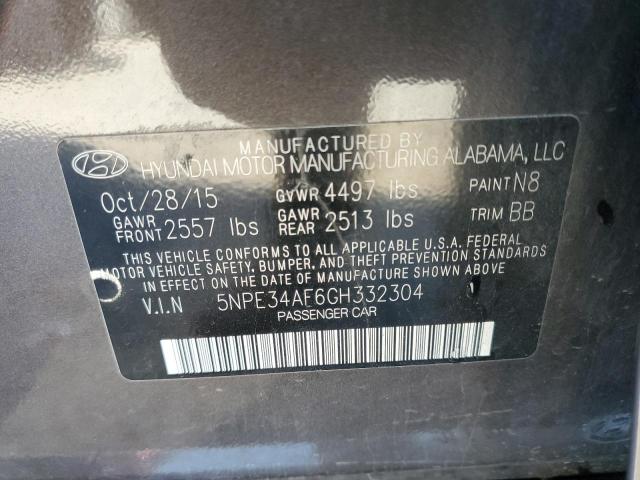 MANUFACTURED BY
HYUNDAI MOTOR MANUFACTURING ALABAMA, LLC
Oct/28/15 GVWR 4497 lbs PAINT N8
GAWR FRONT 2557 lbs GAWR REAR 2513 lbs TRIM BB
THIS VEHICLE CONFORMS TO ALL APPLICABLE U.S.A. FEDERAL
MOTOR VEHICLE SAFETY, BUMPER, AND THEFT PREVENTION STANDARDS
IN EFFECT ON THE DATE OF MANUFACTURE SHOWN ABOVE.
V.I.N 5NPE34AF6GH332304
PASSENGER CAR